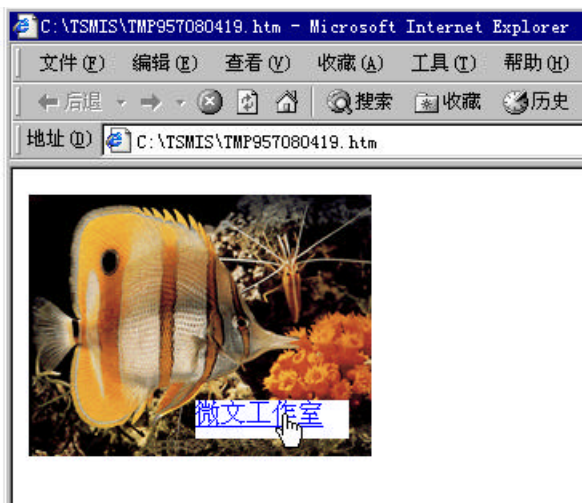 C:\TSMIS\TMP957080419.htm - Microsoft Internet Explorer
文件(F) 编辑(E) 查看(V) 收藏(A) 工具(T) 帮助(H)
后退 搜索 收藏 历史
地址(D) C:\TSMIS\TMP957080419.htm
微文工作室